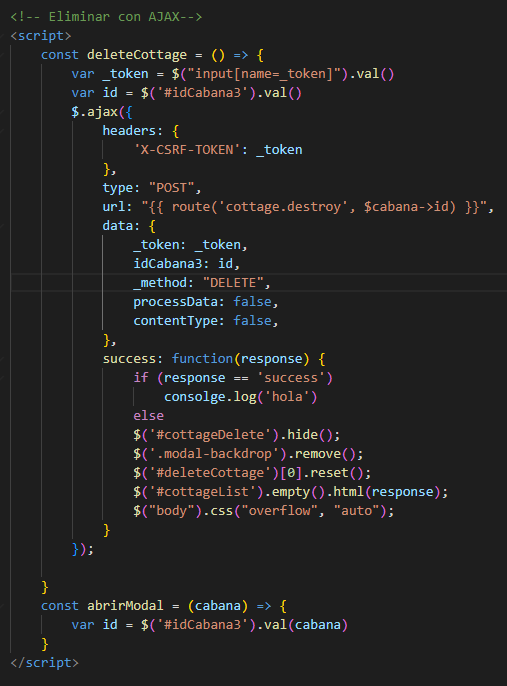 <!-- Eliminar con AJAX-->
<script>
    const deleteCottage = () => {
        var _token = $("input[name=_token]").val()
        var id = $('#idCabana3').val()
        $.ajax({
            headers: {
                'X-CSRF-TOKEN': _token
            },
            type: "POST",
            url: "{{ route('cottage.destroy', $cabana->id) }}",
            data: {
                _token: _token,
                idCabana3: id,
                _method: "DELETE",
                processData: false,
                contentType: false,
            },
            success: function(response) {
                if (response == 'success')
                    consolge.log('hola')
                else
                $('#cottageDelete').hide();
                $('.modal-backdrop').remove();
                $('#deleteCottage')[0].reset();
                $('#cottageList').empty().html(response);
                $("body").css("overflow", "auto");
            }
        });

    }
    const abrirModal = (cabana) => {
        var id = $('#idCabana3').val(cabana)
    }
</script>